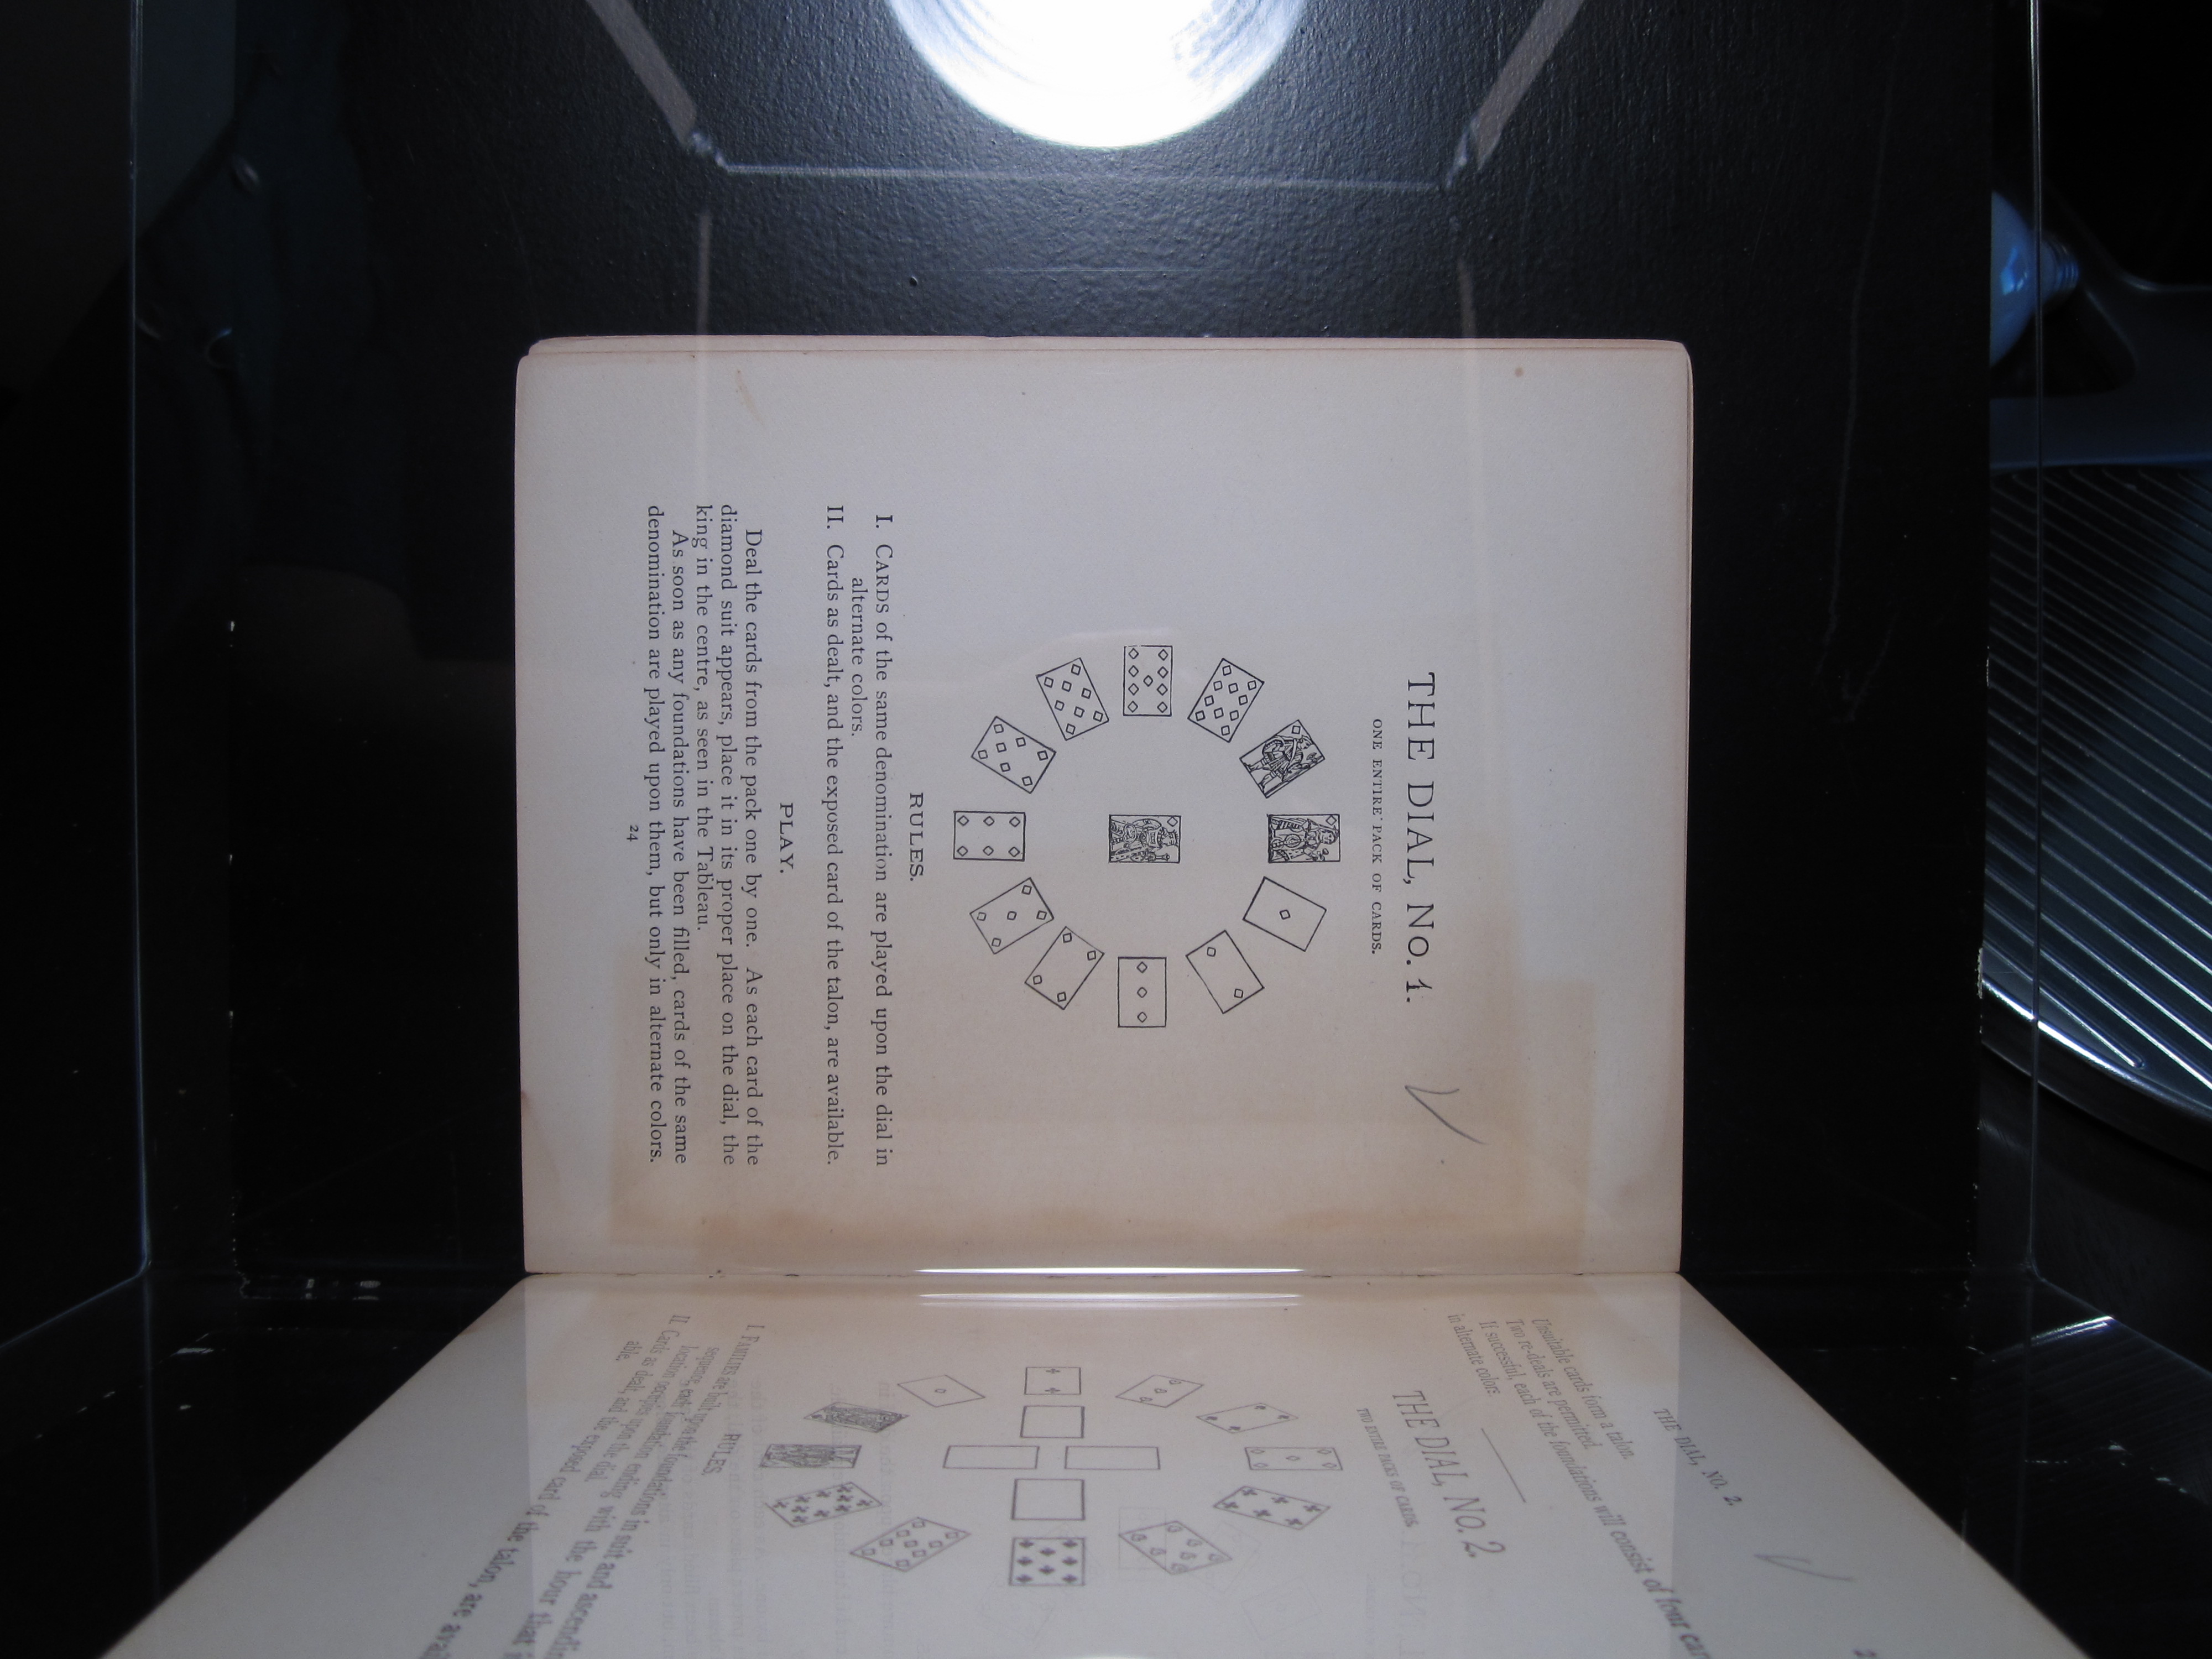 THE DIAL, NO. 1.
ONE ENTIRE PACK OF CARDS.
RULES.
I. CARDS of the same denomination are played upon the dial in
alternate colors.
II. Cards as dealt, and the exposed card of the talon, are available.
PLAY.
Deal the cards from the pack one by one. As each card of the
diamond suit appears, place it in its proper place on the dial, the
king in the centre, as seen in the Tableau.
As soon as any foundations have been filled, cards of the same
denomination are played upon them, but only in alternate colors.
24
THE DIAL, NO. 2.
Unsuitable cards form a talon.
Two re-deals are permitted.
If successful, each of the foundations will consist of four
in alternate colors.
THE DIAL, NO. 2.
TWO ENTIRE PACKS OF CARDS.
RULES.
I. FAMILIES are built upon the foundations in suit and
sequence,
with the hour that
II. Cards as dealt, and the exposed card of the talon, are
able.